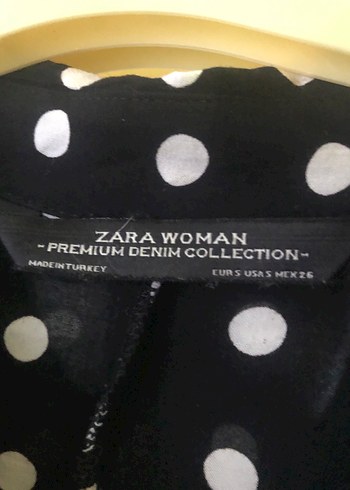 ZARA WOMAN
-PREMIUM DENIM COLLECTION-
MADE IN TURKEY EUR S USA S MEX 26